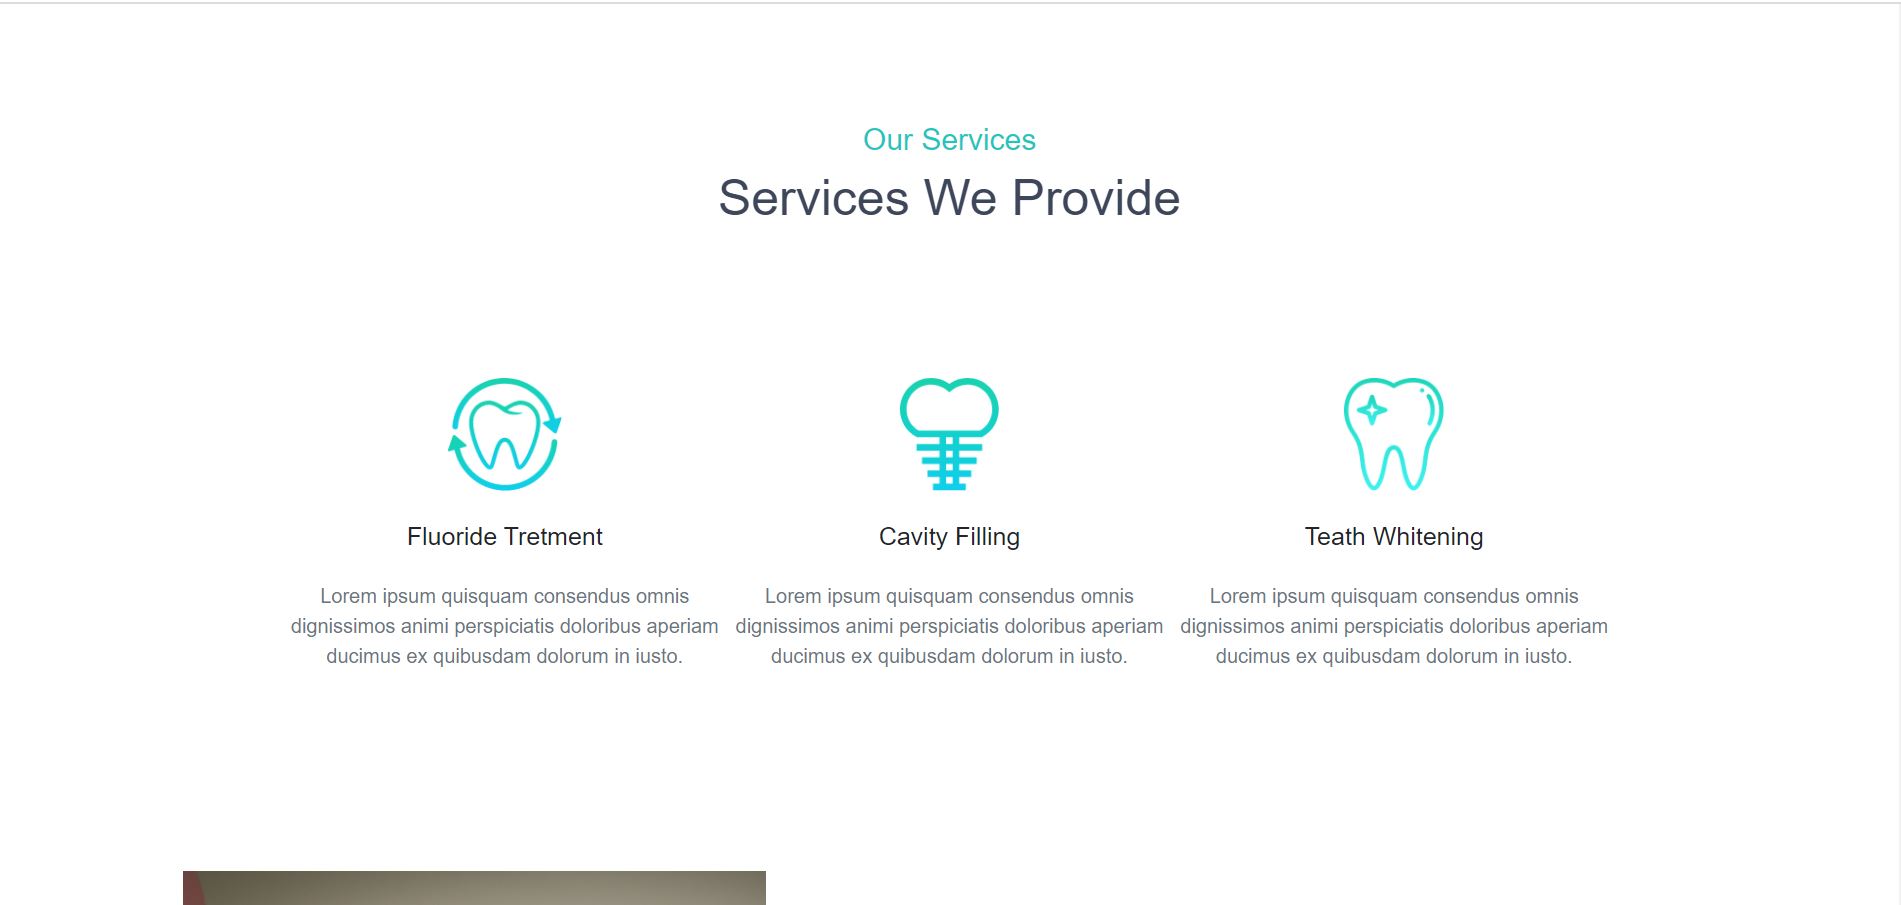 Our Services
Services We Provide
Fluoride Tretment
Lorem ipsum quisquam consendus omnis
dignissimos animi perspiciatis doloribus aperiam
ducimus ex quibusdam dolorum in iusto.
Cavity Filling
Lorem ipsum quisquam consendus omnis
dignissimos animi perspiciatis doloribus aperiam
ducimus ex quibusdam dolorum in iusto.
Teath Whitening
Lorem ipsum quisquam consendus omnis
dignissimos animi perspiciatis doloribus aperiam
ducimus ex quibusdam dolorum in iusto.